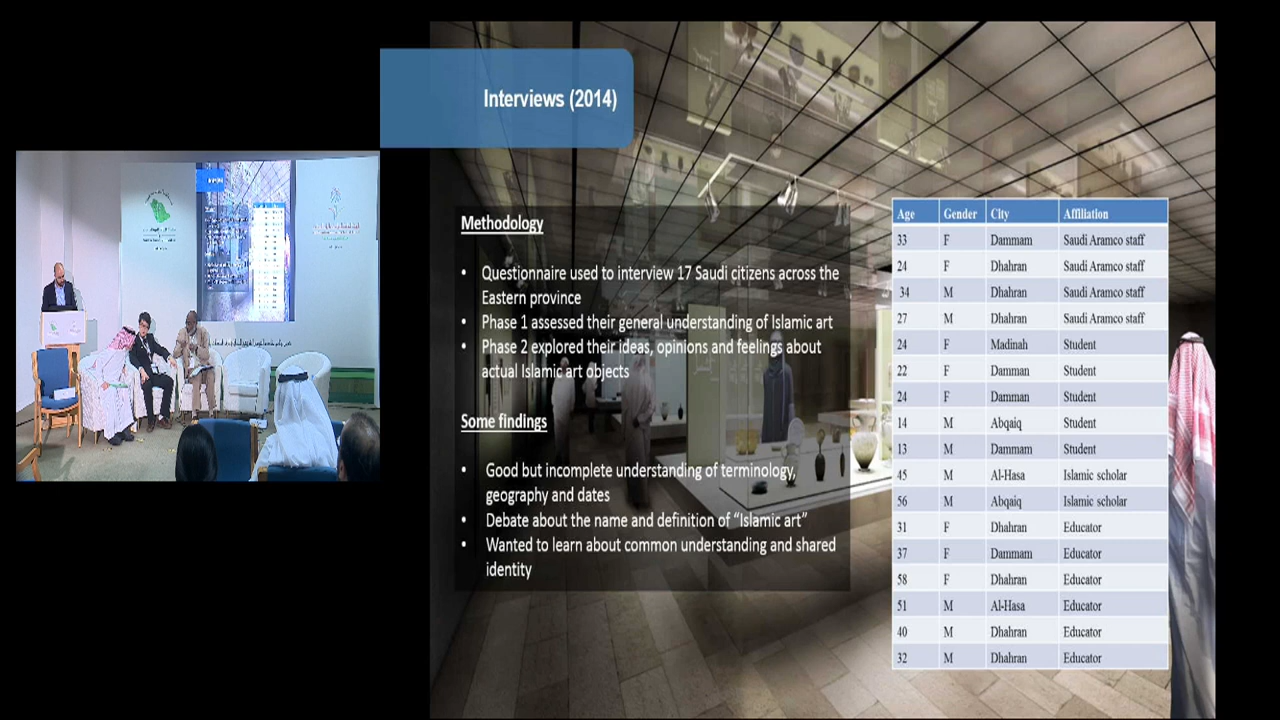 Interviews (2014)
Methodology
• Questionnaire used to interview 17 Saudi citizens across the
Eastern province
• Phase 1 assessed their general understanding of Islamic art
• Phase 2 explored their ideas, opinions and feelings about
actual Islamic art objects
Some findings
• Good but incomplete understanding of terminology,
geography and dates
• Debate about the name and definition of “Islamic art”
• Wanted to learn about common understanding and shared
identity
Age Gender City Affiliation
33 F Dammam Saudi Aramco staff
24 F Dhahran Saudi Aramco staff
34 M Dhahran Saudi Aramco staff
27 M Dhahran Saudi Aramco staff
24 F Madinah Student
22 F Damman Student
24 F Damman Student
14 M Abqaiq Student
13 M Dammam Student
45 M Al-Hasa Islamic scholar
56 M Abqaiq Islamic scholar
31 F Dhahran Educator
37 F Dammam Educator
58 F Dhahran Educator
51 M Al-Hasa Educator
40 M Dhahran Educator
32 M Dhahran Educator